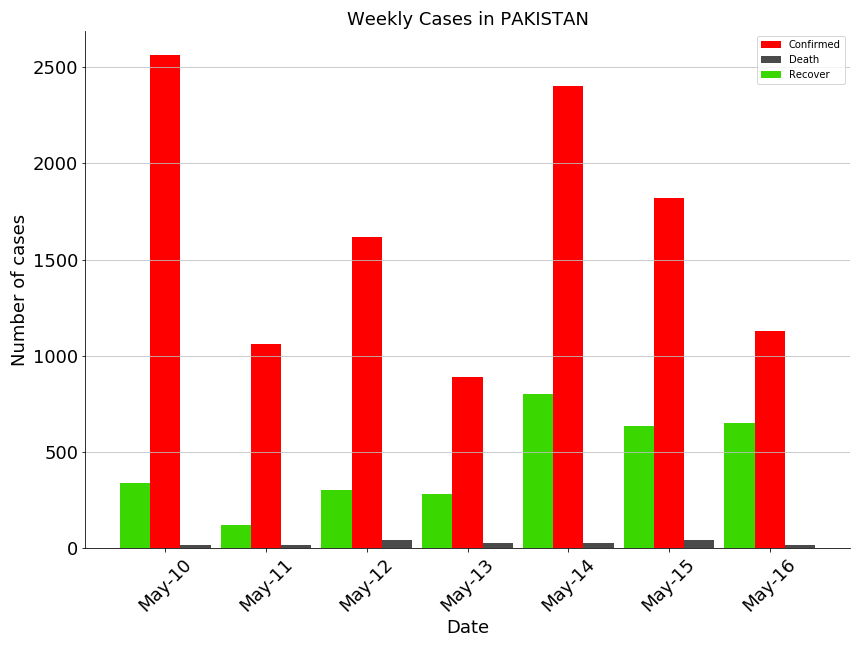 Weekly Cases in PAKISTAN
Confirmed
Death
Recover
Number of cases
2500
2000
1500
1000
500
0
May-10
May-11
May-12
May-13
May-14
May-15
May-16
Date